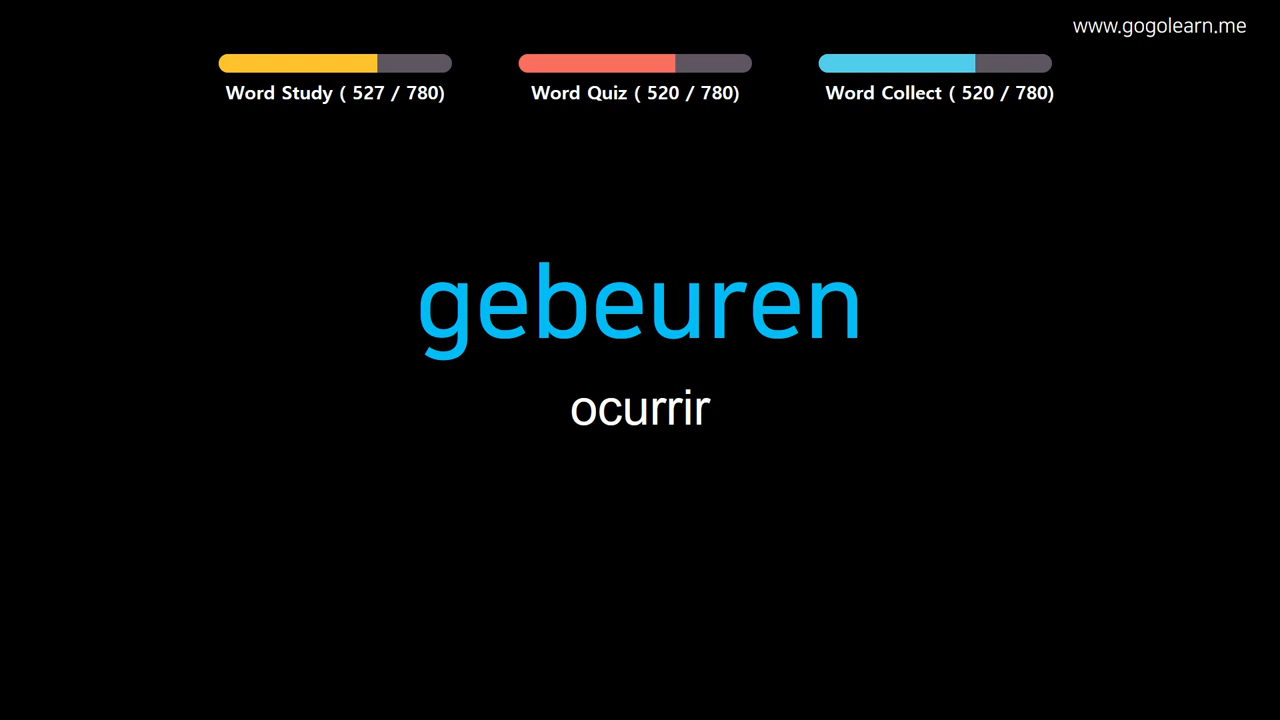 www.gogolearn.me
Word Study ( 527 / 780)
Word Quiz ( 520 / 780)
Word Collect ( 520 / 780)
gebeuren
ocurrir